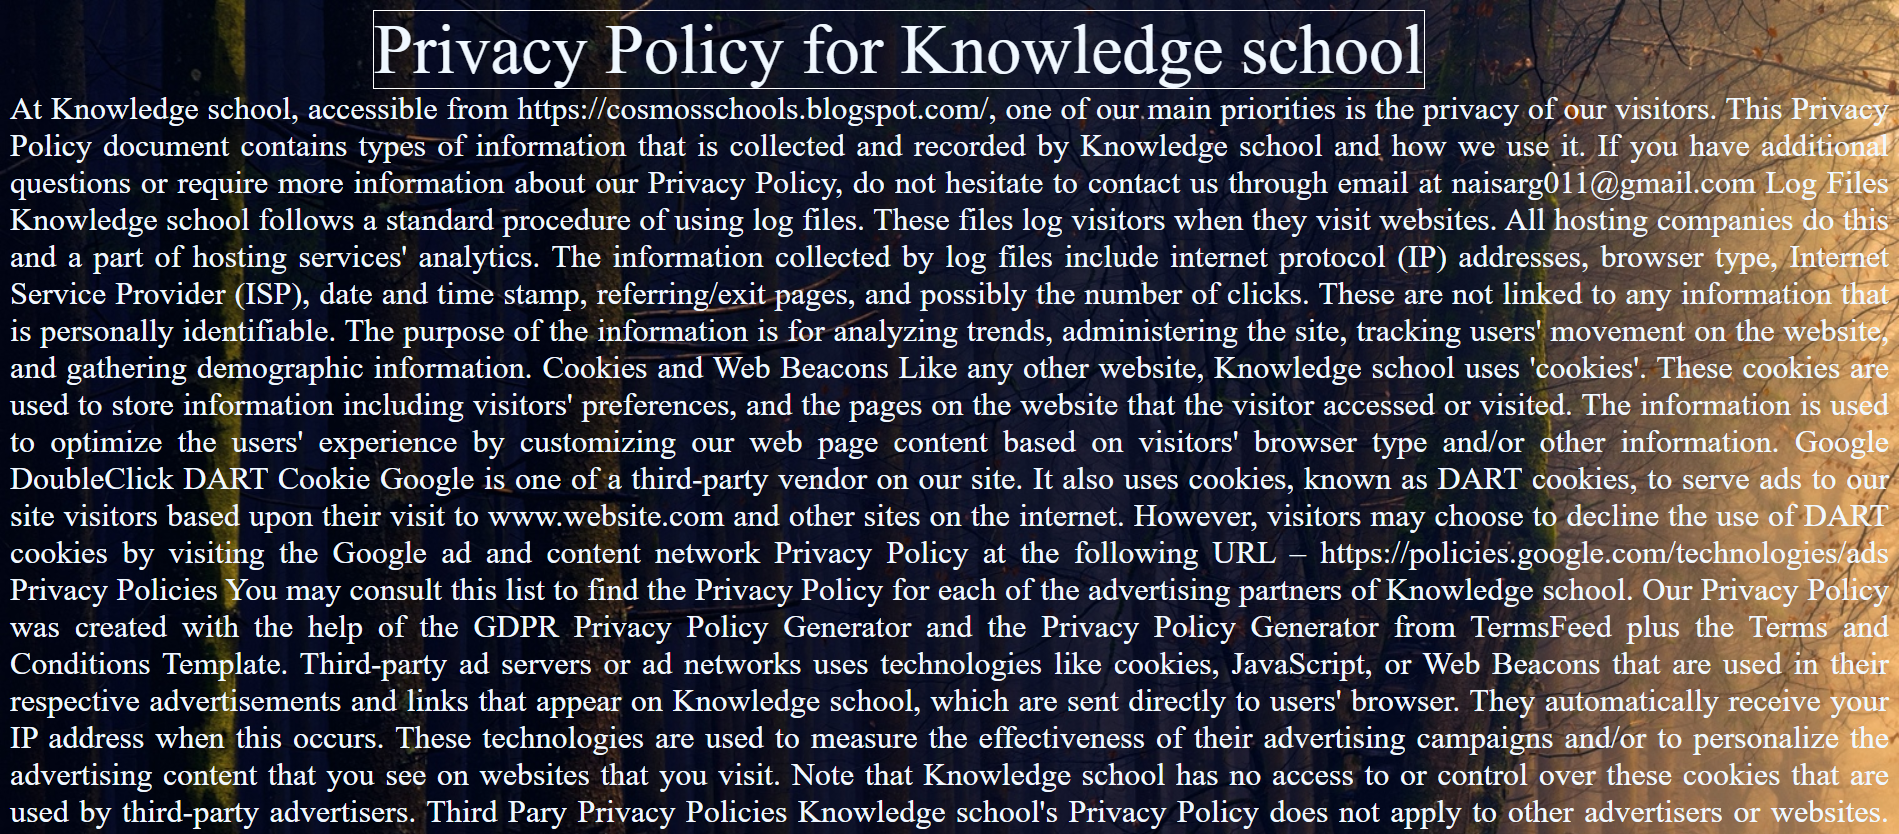 Privacy Policy for Knowledge school
At Knowledge school, accessible from https://cosmosschools.blogspot.com/, one of our main priorities is the privacy of our visitors. This Privacy
Policy document contains types of information that is collected and recorded by Knowledge school and how we use it. If you have additional
questions or require more information about our Privacy Policy, do not hesitate to contact us through email at naisarg011@gmail.com Log Files
Knowledge school follows a standard procedure of using log files. These files log visitors when they visit websites. All hosting companies do this
and a part of hosting services' analytics. The information collected by log files include internet protocol (IP) addresses, browser type, Internet
Service Provider (ISP), date and time stamp, referring/exit pages, and possibly the number of clicks. These are not linked to any information that
is personally identifiable. The purpose of the information is for analyzing trends, administering the site, tracking users' movement on the website,
and gathering demographic information. Cookies and Web Beacons Like any other website, Knowledge school uses 'cookies'. These cookies are
used to store information including visitors' preferences, and the pages on the website that the visitor accessed or visited. The information is used
to optimize the users' experience by customizing our web page content based on visitors' browser type and/or other information. Google
DoubleClick DART Cookie Google is one of a third-party vendor on our site. It also uses cookies, known as DART cookies, to serve ads to our
site visitors based upon their visit to www.website.com and other sites on the internet. However, visitors may choose to decline the use of DART
cookies by visiting the Google ad and content network Privacy Policy at the following URL – https://policies.google.com/technologies/ads
Privacy Policies You may consult this list to find the Privacy Policy for each of the advertising partners of Knowledge school. Our Privacy Policy
was created with the help of the GDPR Privacy Policy Generator and the Privacy Policy Generator from TermsFeed plus the Terms and
Conditions Template. Third-party ad servers or ad networks uses technologies like cookies, JavaScript, or Web Beacons that are used in their
respective advertisements and links that appear on Knowledge school, which are sent directly to users' browser. They automatically receive your
IP address when this occurs. These technologies are used to measure the effectiveness of their advertising campaigns and/or to personalize the
advertising content that you see on websites that you visit. Note that Knowledge school has no access to or control over these cookies that are
used by third-party advertisers. Third Pary Privacy Policies Knowledge school's Privacy Policy does not apply to other advertisers or websites.